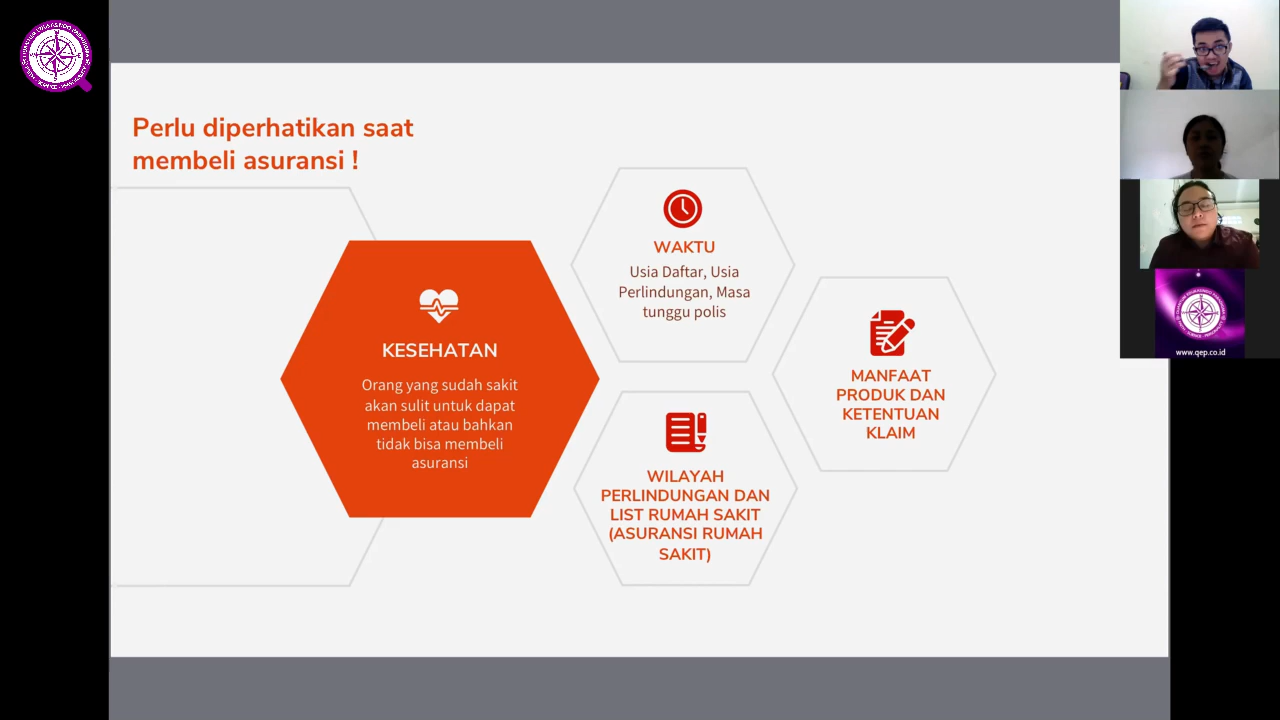 Perlu diperhatikan saat
membeli asuransi !
KESEHATAN
Orang yang sudah sakit
akan sulit untuk dapat
membeli atau bahkan
tidak bisa membeli
asuransi
WAKTU
Usia Daftar, Usia
Perlindungan, Masa
tunggu polis
WILAYAH
PERLINDUNGAN DAN
LIST RUMAH SAKIT
(ASURANSI RUMAH
SAKIT)
MANFAAT
PRODUK DAN
KETENTUAN
KLAIM
www.qep.co.id